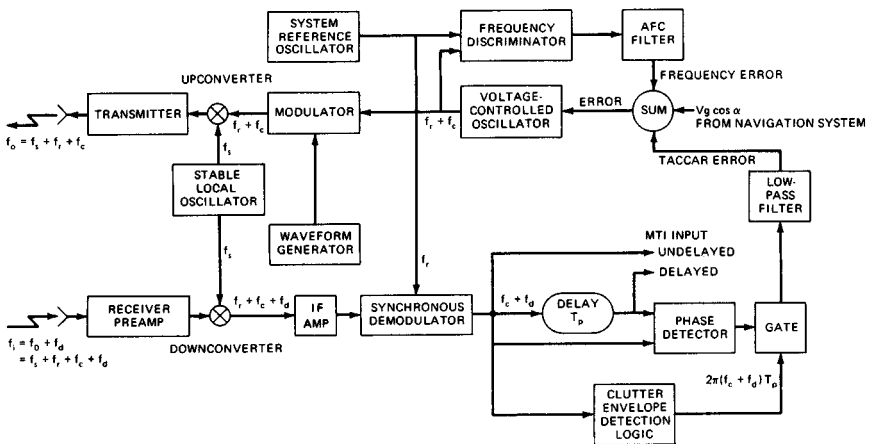 SYSTEM
REFERENCE
OSCILLATOR
FREQUENCY
DISCRIMINATOR
AFC
FILTER
UPCONVERTER
FREQUENCY ERROR
TRANSMITTER
MODULATOR
VOLTAGE-
CONTROLLED
OSCILLATOR
ERROR
SUM
Vg cos α
FROM NAVIGATION SYSTEM
f_r + f_c
f_r + f_c
f_o = f_s + f_r + f_c
f_s
TACCAR ERROR
STABLE
LOCAL
OSCILLATOR
LOW-
PASS
FILTER
WAVEFORM
GENERATOR
MTI INPUT
UNDELAYED
f_s
f_r
DELAYED
RECEIVER
PREAMP
f_r + f_c + f_d
IF
AMP
SYNCHRONOUS
DEMODULATOR
f_c + f_d
DELAY
T_p
PHASE
DETECTOR
GATE
f_i = f_0 + f_d
= f_s + f_r + f_c + f_d
DOWNCONVERTER
2π(f_c + f_d) T_p
CLUTTER
ENVELOPE
DETECTION
LOGIC